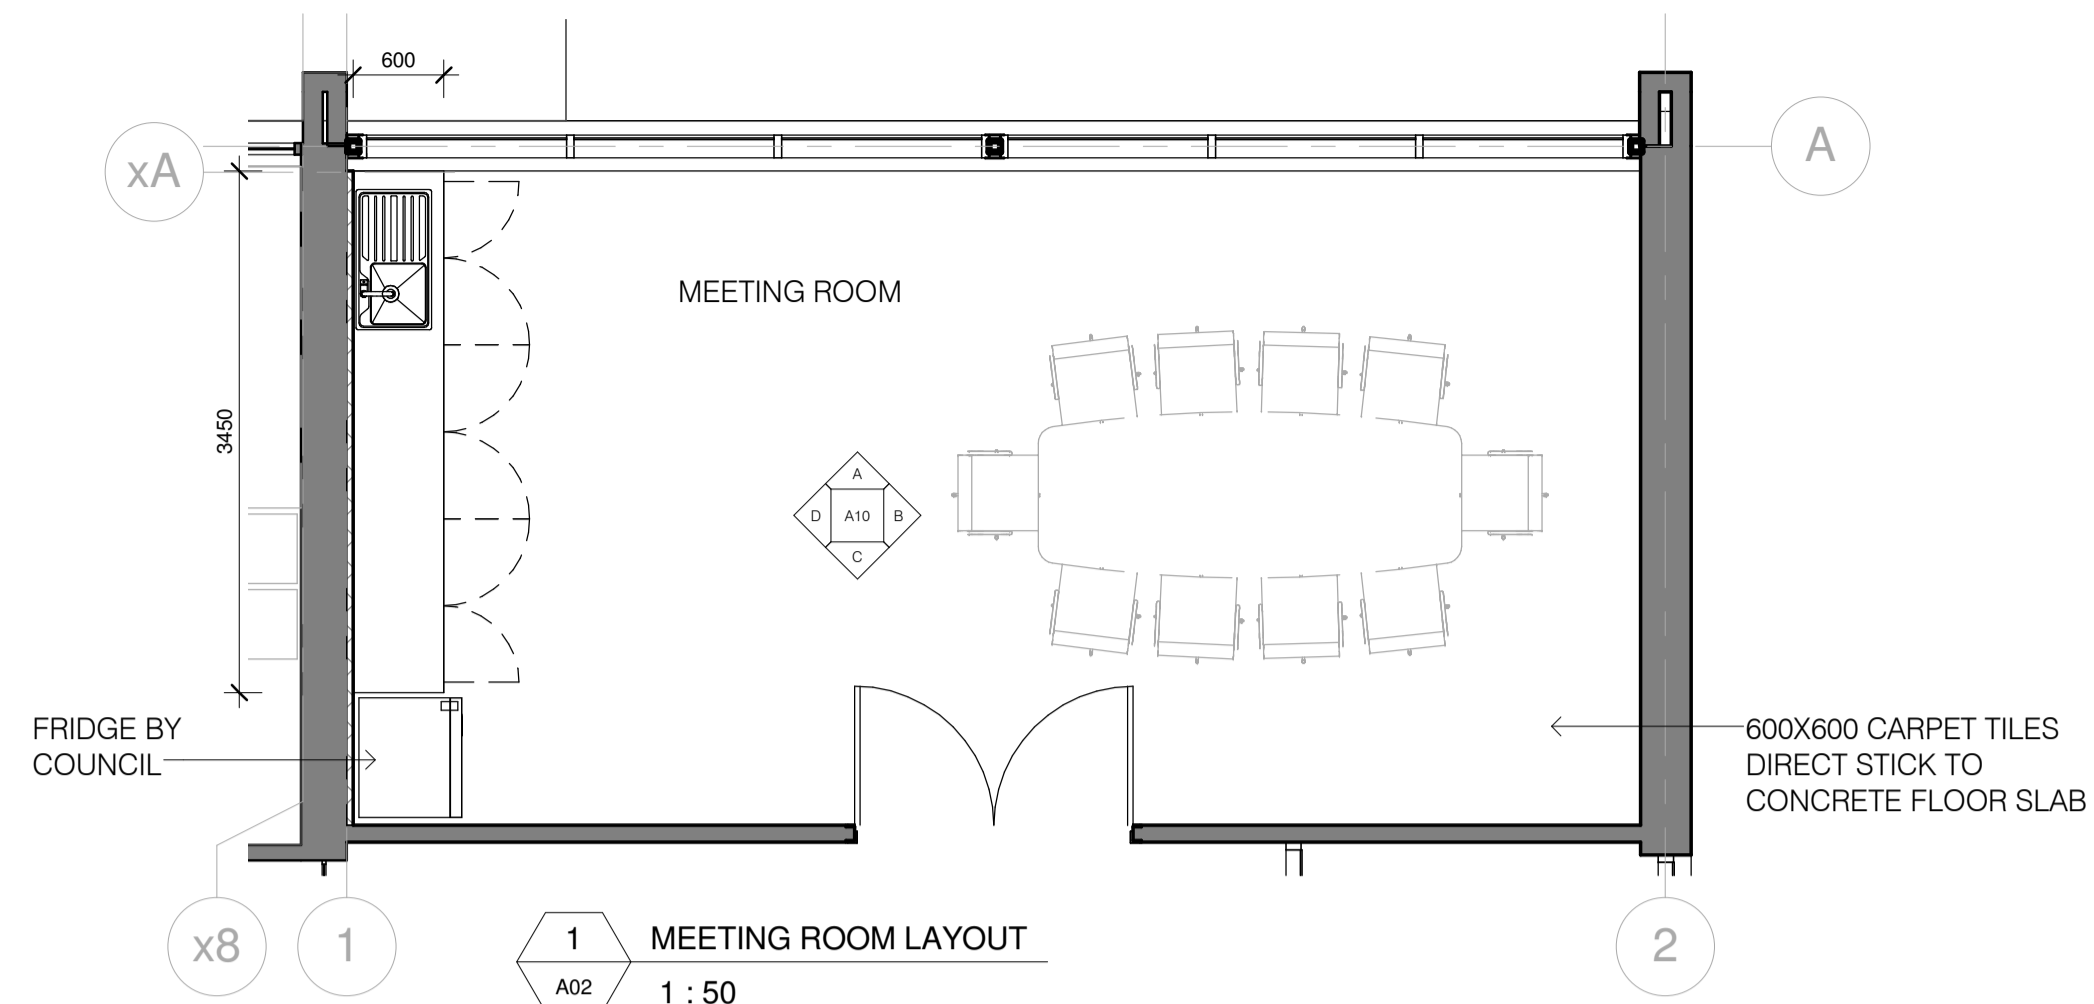 600
xA
A
MEETING ROOM
3450
A
D
A10
B
C
FRIDGE BY
COUNCIL
600X600 CARPET TILES
DIRECT STICK TO
CONCRETE FLOOR SLAB
x8
1
2
1
MEETING ROOM LAYOUT
A02
1 : 50